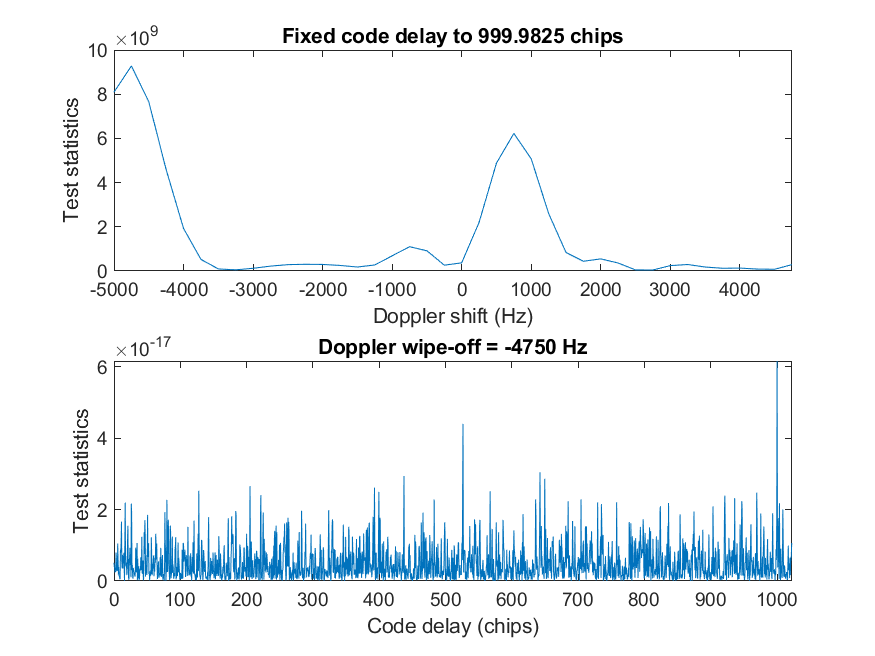 ×10^9
Fixed code delay to 999.9825 chips
10
8
6
4
2
0
Test statistics
-5000 -4000 -3000 -2000 -1000 0 1000 2000 3000 4000
Doppler shift (Hz)
×10^-17
Doppler wipe-off = -4750 Hz
6
4
2
0
Test statistics
0 100 200 300 400 500 600 700 800 900 1000
Code delay (chips)